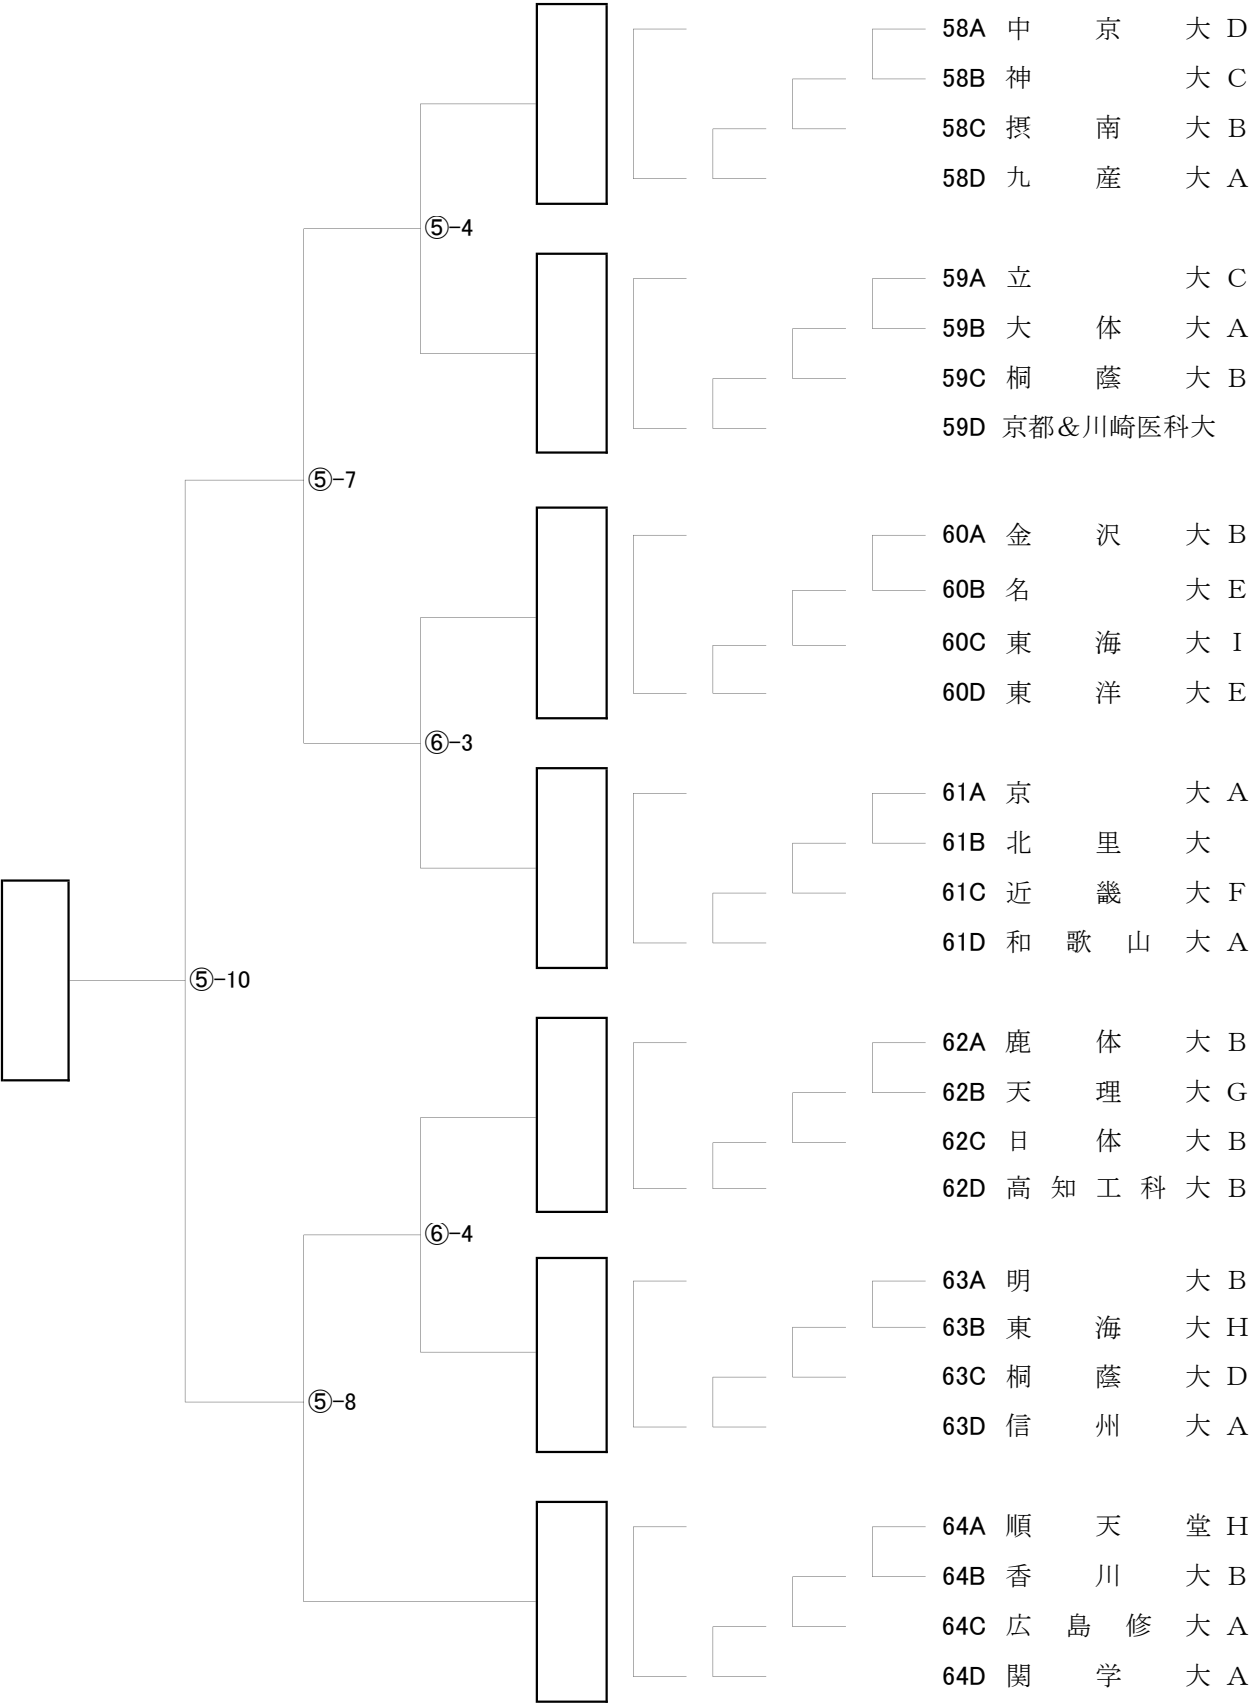 58A 中京大 D
58B 神大 C
58C 摂南大 B
58D 九産大 A
⑤-4
59A 立大 C
59B 大体大 A
59C 桐蔭大 B
59D 京都&川崎医科大
⑤-7
60A 金沢大 B
60B 名大 E
60C 東海大 I
60D 東洋大 E
⑥-3
61A 京大 A
61B 北里大
61C 近畿大 F
61D 和歌山大 A
⑤-10
62A 鹿体大 B
62B 天理大 G
62C 日体大 B
62D 高知工科大 B
⑥-4
63A 明大 B
63B 東海大 H
63C 桐蔭大 D
63D 信州大 A
⑤-8
64A 順天堂 H
64B 香川大 B
64C 広島修大 A
64D 関学大 A